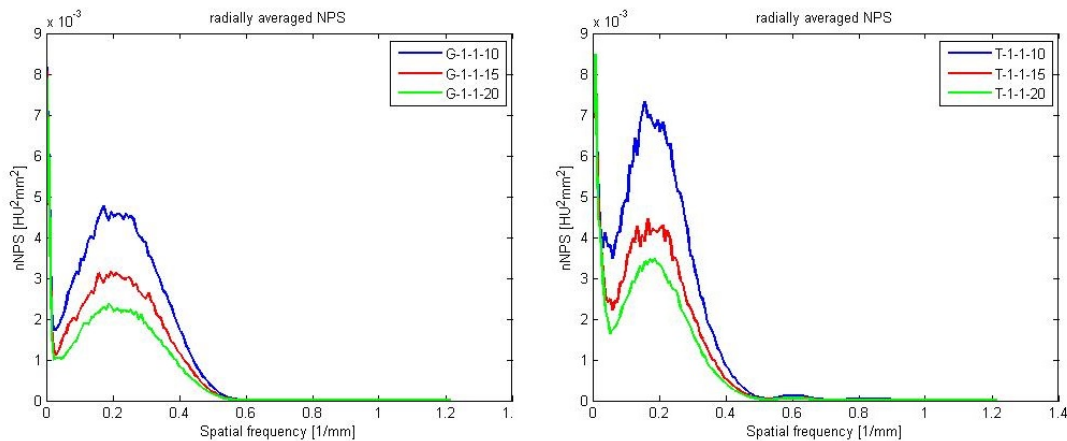 radially averaged NPS
x 10-3
9
8
7
6
5
4
3
2
1
0
nNPS [HU2mm2]
0 0.2 0.4 0.6 0.8 1 1.2 1.
Spatial frequency [1/mm]
G-1-1-10
G-1-1-15
G-1-1-20
radially averaged NPS
x 10-3
9
8
7
6
5
4
3
2
1
0
nNPS [HU2mm2]
0 0.2 0.4 0.6 0.8 1 1.2 1.4
Spatial frequency [1/mm]
T-1-1-10
T-1-1-15
T-1-1-20